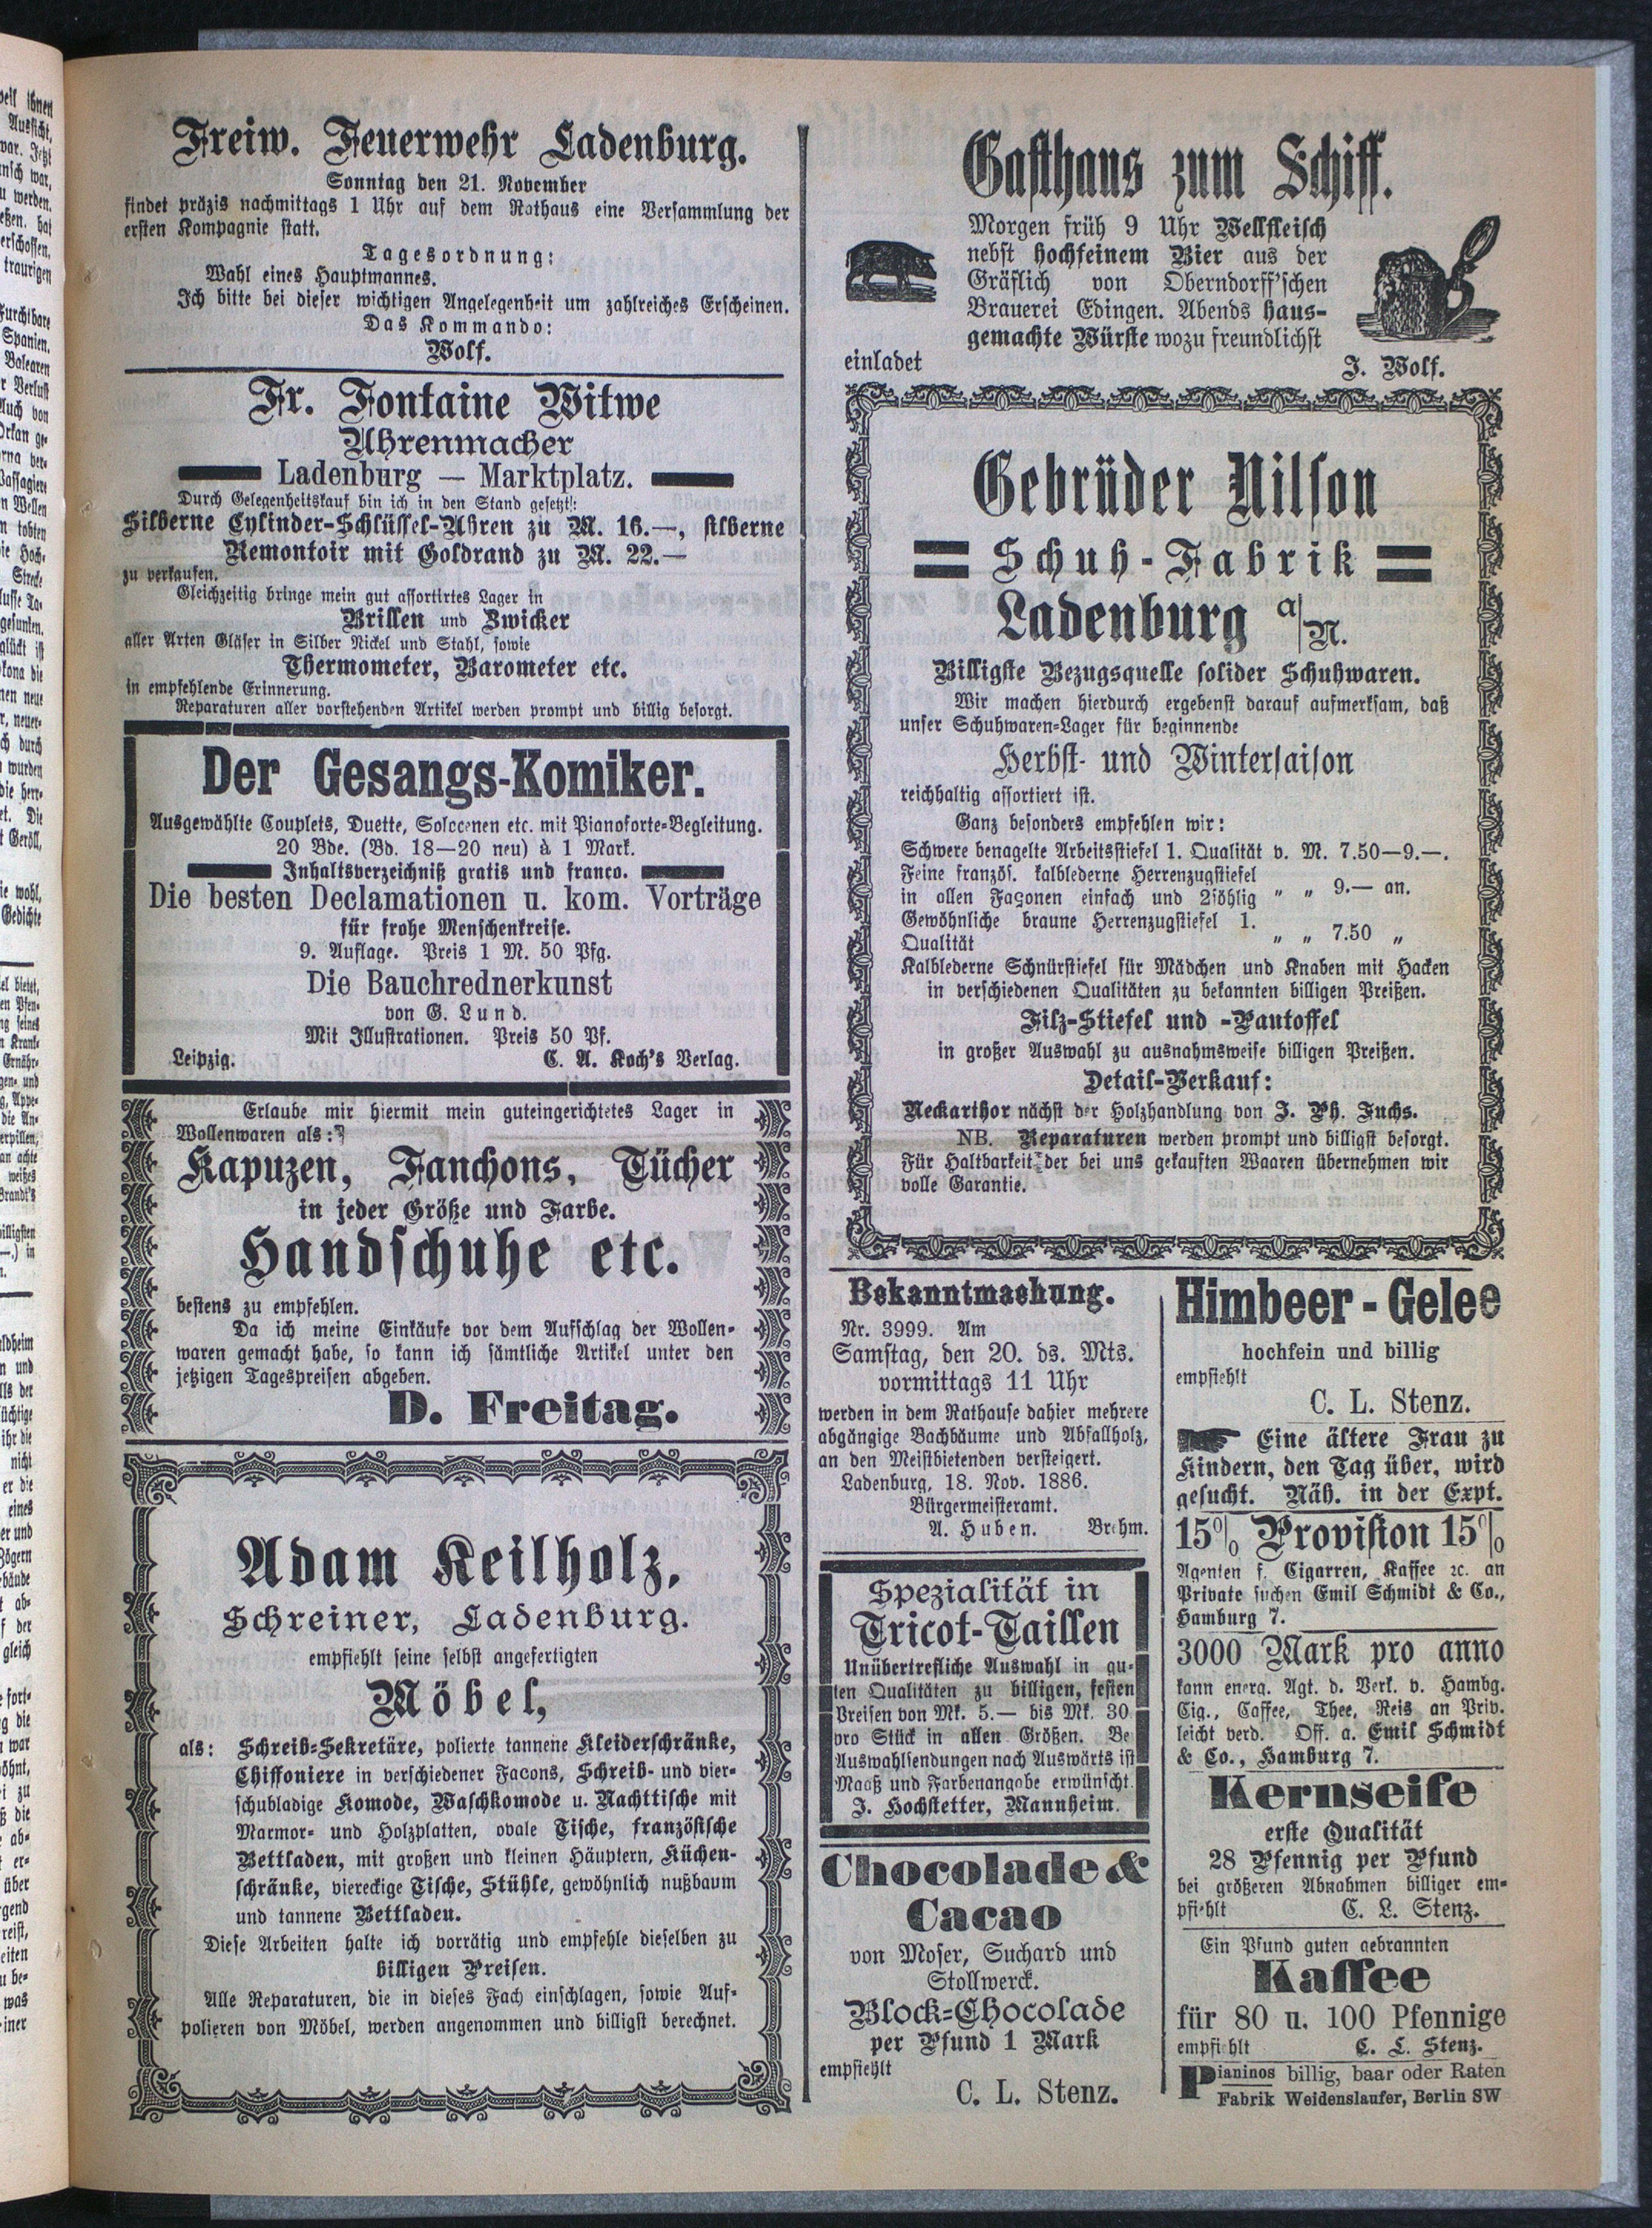 Freiw. Feuerwehr Ladenburg.
Sonntag den 21. November
findet präzis nachmittags 1 Uhr auf dem Rathaus eine Versammlung der
ersten Kompagnie statt.
Tagesordnung:
Wahl eines Hauptmannes.
Ich bitte bei dieser wichtigen Angelegenheit um zahlreiches Erscheinen.
Das Kommando:
Wolf.
Fr. Fontaine Witwe
Uhrenmacher
Ladenburg — Marktplatz.
Durch Gelegenheitskauf bin ich in den Stand gesetzt:
Silberne Cylinder-Schlüssel-Uhren zu M. 16.—, silberne
Remontoir mit Goldrand zu M. 22.—
zu verkaufen.
Gleichzeitig bringe mein gut assortirtes Lager in
Brillen und Zwicker
aller Arten Gläser in Silber Nickel und Stahl, sowie
Thermometer, Barometer etc.
in empfehlende Erinnerung.
Reparaturen aller vorstehenden Artikel werden prompt und billig besorgt.
Der Gesangs-Komiker.
Ausgewählte Couplets, Duette, Soloscenen etc. mit Pianoforte-Begleitung.
20 Bde. (Bd. 18—20 neu) à 1 Mark.
Inhaltsverzeichniß gratis und franco.
Die besten Declamationen u. kom. Vorträge
für frohe Menschenkreise.
9. Auflage. Preis 1 M. 50 Pfg.
Die Bauchrednerkunst
von G. Lund.
Mit Illustrationen. Preis 50 Pf.
Leipzig. C. A. Koch's Verlag.
Erlaube mir hiermit mein guteingerichtetes Lager in
Wollenwaren als:
Kapuzen, Fanchons, Tücher
in jeder Größe und Farbe.
Handschuhe etc.
bestens zu empfehlen.
Da ich meine Einkäufe vor dem Aufschlag der Wollen-
waren gemacht habe, so kann ich sämtliche Artikel unter den
jetzigen Tagespreisen abgeben.
D. Freitag.
Adam Keilholz,
Schreiner, Ladenburg.
empfiehlt seine selbst angefertigten
Möbel,
als: Schreib-Sekretäre, polierte tannene Kleiderschränke,
Chiffoniere in verschiedener Facons, Schreib- und vier-
schubladige Komode, Waschkomode u. Nachttische mit
Marmor- und Holzplatten, ovale Tische, französische
Bettladen, mit großen und kleinen Häuptern, Küchen-
schränke, viereckige Tische, Stühle, gewöhnlich nußbaum
und tannene Bettladen.
Diese Arbeiten halte ich vorrätig und empfehle dieselben zu
billigen Preisen.
Alle Reparaturen, die in dieses Fach einschlagen, sowie Auf-
polieren von Möbel, werden angenommen und billigst berechnet.
Gasthaus zum Schiff.
Morgen früh 9 Uhr Wellfleisch
nebst hochfeinem Bier aus der
Gräflich von Oberndorff'schen
Brauerei Edingen. Abends haus-
gemachte Würste wozu freundlichst
einladet J. Wolf.
Gebrüder Nilson
Schuh-Fabrik
Ladenburg a/N.
Billigste Bezugsquelle solider Schuhwaren.
Wir machen hierdurch ergebenst darauf aufmerksam, daß
unser Schuhwaren-Lager für beginnende
Herbst- und Wintersaison
reichhaltig assortiert ist.
Ganz besonders empfehlen wir:
Schwere benagelte Arbeitsstiefel 1. Qualität v. M. 7.50—9.—.
Feine französ. kalblederne Herrenzugstiefel
in allen Façonen einfach und 2söhlig " " 9.— an.
Gewöhnliche braune Herrenzugstiefel 1.
Qualität " " 7.50 "
Kalblederne Schnürstiefel für Mädchen und Knaben mit Hacken
in verschiedenen Qualitäten zu bekannten billigen Preißen.
Filz-Stiefel und -Pantoffel
in großer Auswahl zu ausnahmsweise billigen Preißen.
Detail-Verkauf:
Neckarthor nächst der Holzhandlung von J. Ph. Fuchs.
NB. Reparaturen werden prompt und billigst besorgt.
Für Haltbarkeit der bei uns gekauften Waaren übernehmen wir
volle Garantie.
Bekanntmachung.
Nr. 3999. Am
Samstag, den 20. ds. Mts.
vormittags 11 Uhr
werden in dem Rathause dahier mehrere
abgängige Bachbäume und Abfallholz,
an den Meistbietenden versteigert.
Ladenburg, 18. Nov. 1886.
Bürgermeisteramt.
A. Huben. Brehm.
Spezialität in
Tricot-Taillen
Unübertrefliche Auswahl in gu-
ten Qualitäten zu billigen, festen
Preisen von Mk. 5.— bis Mk. 30
pro Stück in allen Größen. Be
Auswahlsendungen nach Auswärts ist
Maaß und Farbenangabe erwünscht.
J. Hochstetter, Mannheim.
Chocolade &
Cacao
von Moser, Suchard und
Stollwerck.
Block-Chocolade
per Pfund 1 Mark
empfiehlt
C. L. Stenz.
Himbeer-Gelee
hochfein und billig
empfiehlt
C. L. Stenz.
Eine ältere Frau zu
Kindern, den Tag über, wird
gesucht. Näh. in der Expt.
15% Provision 15%
Agenten f. Cigarren, Kaffee ꝛc. an
Private suchen Emil Schmidt & Co.,
Hamburg 7.
3000 Mark pro anno
kann energ. Agt. d. Verk. v. Hambg.
Cig., Caffee, Thee, Reis an Priv.
leicht verd. Off. a. Emil Schmidt
& Co., Hamburg 7.
Kernseife
erste Qualität
28 Pfennig per Pfund
bei größeren Abnahmen billiger em-
pfiehlt C. L. Stenz.
Ein Pfund guten gebrannten
Kaffee
für 80 u. 100 Pfennige
empfiehlt C. L. Stenz.
Pianinos billig, baar oder Raten
Fabrik Weidenslaufer, Berlin SW